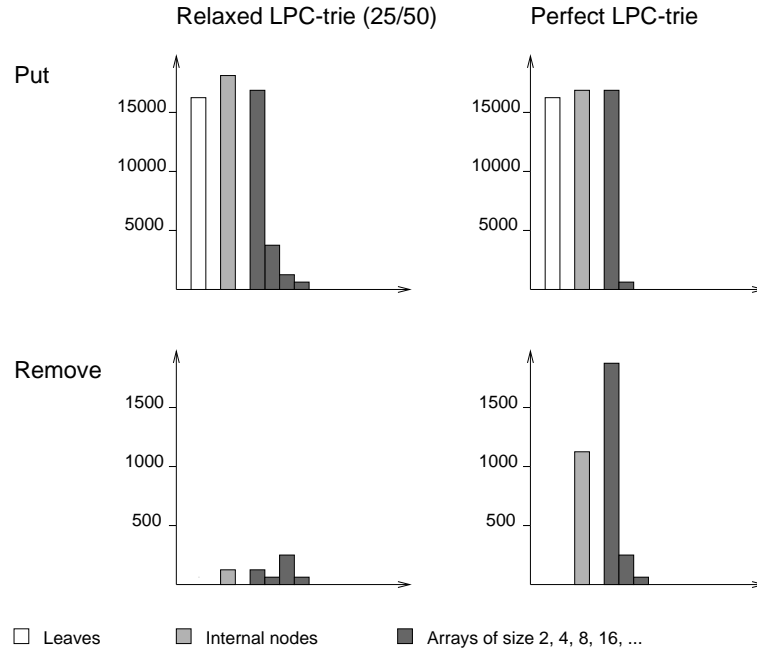 Relaxed LPC-trie (25/50)
Perfect LPC-trie
Put
15000
10000
5000
15000
10000
5000
Remove
1500
1000
500
1500
1000
500
Leaves
Internal nodes
Arrays of size 2, 4, 8, 16, ...